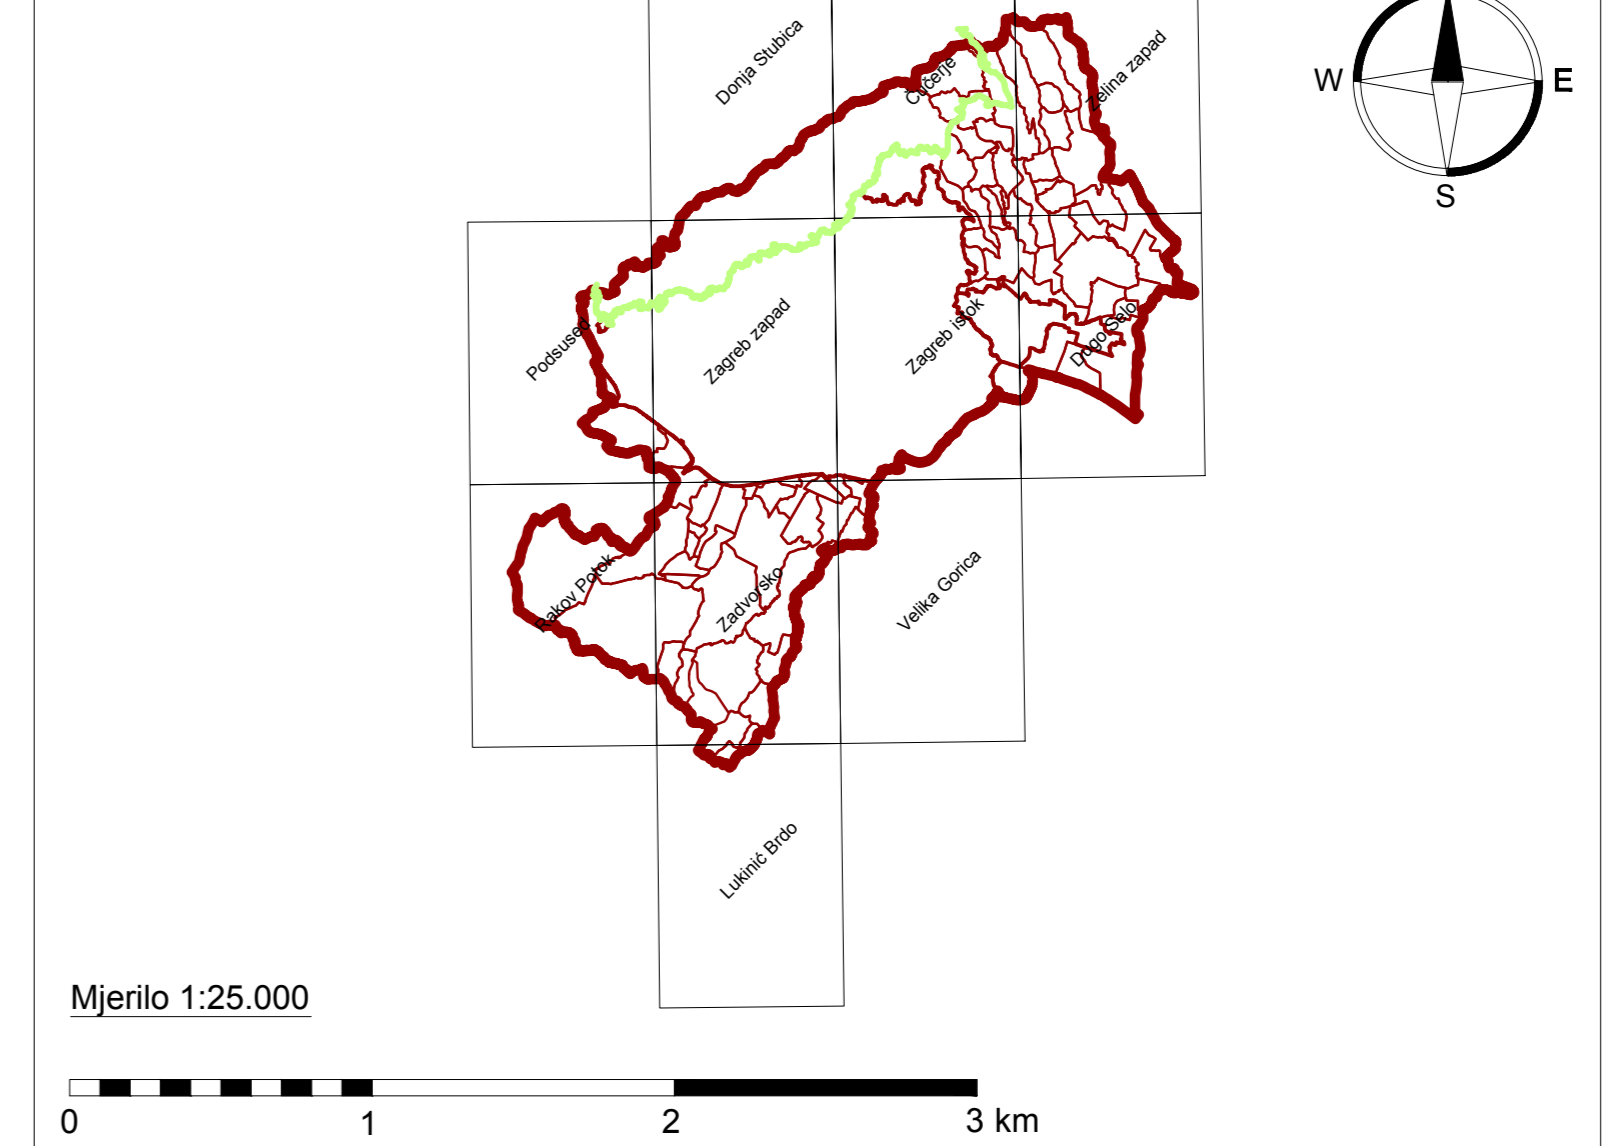 Donja Stubica
Čučerje
Zelina zapad
W
E
S
Podsused
Zagreb zapad
Zagreb istok
Dogo Selo
Rakov Potok
Zadvorsko
Velika Gorica
Lukinić Brdo
Mjerilo 1:25.000
0 1 2 3 km